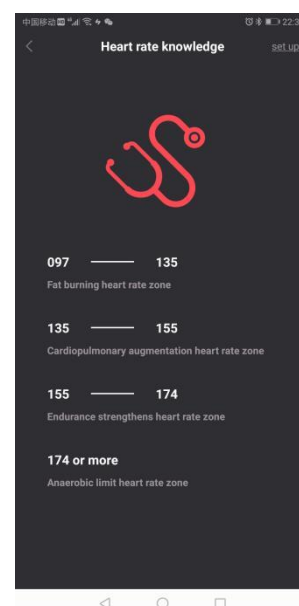 中国移动 22:3
Heart rate knowledge
set up
097 135
Fat burning heart rate zone
135 155
Cardiopulmonary augmentation heart rate zone
155 174
Endurance strengthens heart rate zone
174 or more
Anaerobic limit heart rate zone